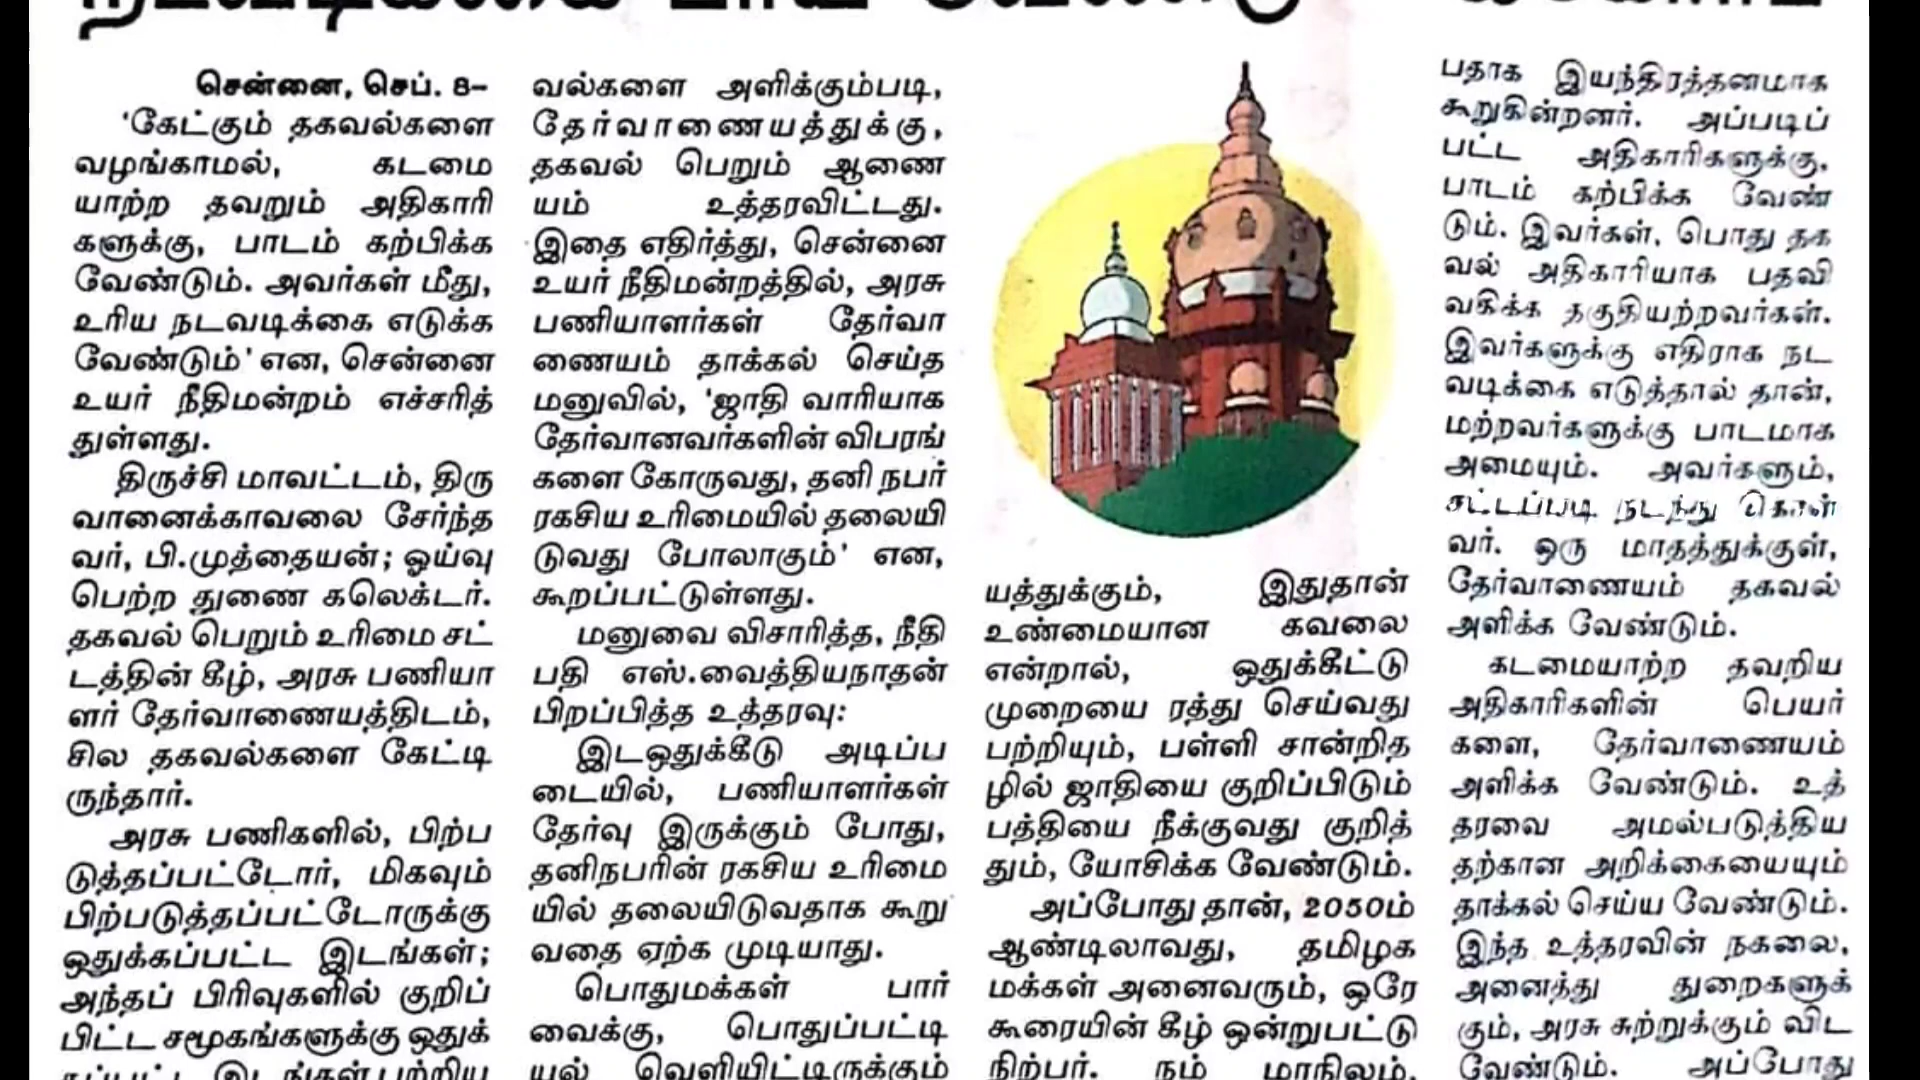 சென்னை, செப். 8–
'கேட்கும் தகவல்களை
வழங்காமல், கடமை
யாற்ற தவறும் அதிகாரி
களுக்கு, பாடம் கற்பிக்க
வேண்டும். அவர்கள் மீது,
உரிய நடவடிக்கை எடுக்க
வேண்டும்' என, சென்னை
உயர் நீதிமன்றம் எச்சரித்
துள்ளது.
திருச்சி மாவட்டம், திரு
வானைக்காவலை சேர்ந்த
வர், பி.முத்தையன்; ஓய்வு
பெற்ற துணை கலெக்டர்.
தகவல் பெறும் உரிமை சட்
டத்தின் கீழ், அரசு பணியா
ளர் தேர்வாணையத்திடம்,
சில தகவல்களை கேட்டி
ருந்தார்.
அரசு பணிகளில், பிற்ப
டுத்தப்பட்டோர், மிகவும்
பிற்படுத்தப்பட்டோருக்கு
ஒதுக்கப்பட்ட இடங்கள்;
அந்தப் பிரிவுகளில் குறிப்
பிட்ட சமூகங்களுக்கு ஒதுக்
வல்களை அளிக்கும்படி,
தேர்வாணையத்துக்கு,
தகவல் பெறும் ஆணை
யம் உத்தரவிட்டது.
இதை எதிர்த்து, சென்னை
உயர் நீதிமன்றத்தில், அரசு
பணியாளர்கள் தேர்வா
ணையம் தாக்கல் செய்த
மனுவில், 'ஜாதி வாரியாக
தேர்வானவர்களின் விபரங்
களை கோருவது, தனி நபர்
ரகசிய உரிமையில் தலையி
டுவது போலாகும்' என,
கூறப்பட்டுள்ளது.
மனுவை விசாரித்த, நீதி
பதி எஸ்.வைத்தியநாதன்
பிறப்பித்த உத்தரவு:
இடஒதுக்கீடு அடிப்ப
டையில், பணியாளர்கள்
தேர்வு இருக்கும் போது,
தனிநபரின் ரகசிய உரிமை
யில் தலையிடுவதாக கூறு
வதை ஏற்க முடியாது.
பொதுமக்கள் பார்
வைக்கு, பொதுப்பட்டி
யல் வெளியிட்டிருக்கும்
யத்துக்கும், இதுதான்
உண்மையான கவலை
என்றால், ஒதுக்கீட்டு
முறையை ரத்து செய்வது
பற்றியும், பள்ளி சான்றித
ழில் ஜாதியை குறிப்பிடும்
பத்தியை நீக்குவது குறித்
தும், யோசிக்க வேண்டும்.
அப்போது தான், 2050ம்
ஆண்டிலாவது, தமிழக
மக்கள் அனைவரும், ஒரே
கூரையின் கீழ் ஒன்றுபட்டு
நிற்பர். நம் மாநிலம்,
பதாக இயந்திரத்தனமாக
கூறுகின்றனர். அப்படிப்
பட்ட அதிகாரிகளுக்கு,
பாடம் கற்பிக்க வேண்
டும். இவர்கள், பொது தக
வல் அதிகாரியாக பதவி
வகிக்க தகுதியற்றவர்கள்.
இவர்களுக்கு எதிராக நட
வடிக்கை எடுத்தால் தான்,
மற்றவர்களுக்கு பாடமாக
அமையும். அவர்களும்,
சட்டப்படி நடந்து கொள்
வர். ஒரு மாதத்துக்குள்,
தேர்வாணையம் தகவல்
அளிக்க வேண்டும்.
கடமையாற்ற தவறிய
அதிகாரிகளின் பெயர்
களை, தேர்வாணையம்
அளிக்க வேண்டும். உத்
தரவை அமல்படுத்திய
தற்கான அறிக்கையையும்
தாக்கல் செய்ய வேண்டும்.
இந்த உத்தரவின் நகலை,
அனைத்து துறைகளுக்
கும், அரசு சுற்றுக்கும் விட
வேண்டும். அப்போது